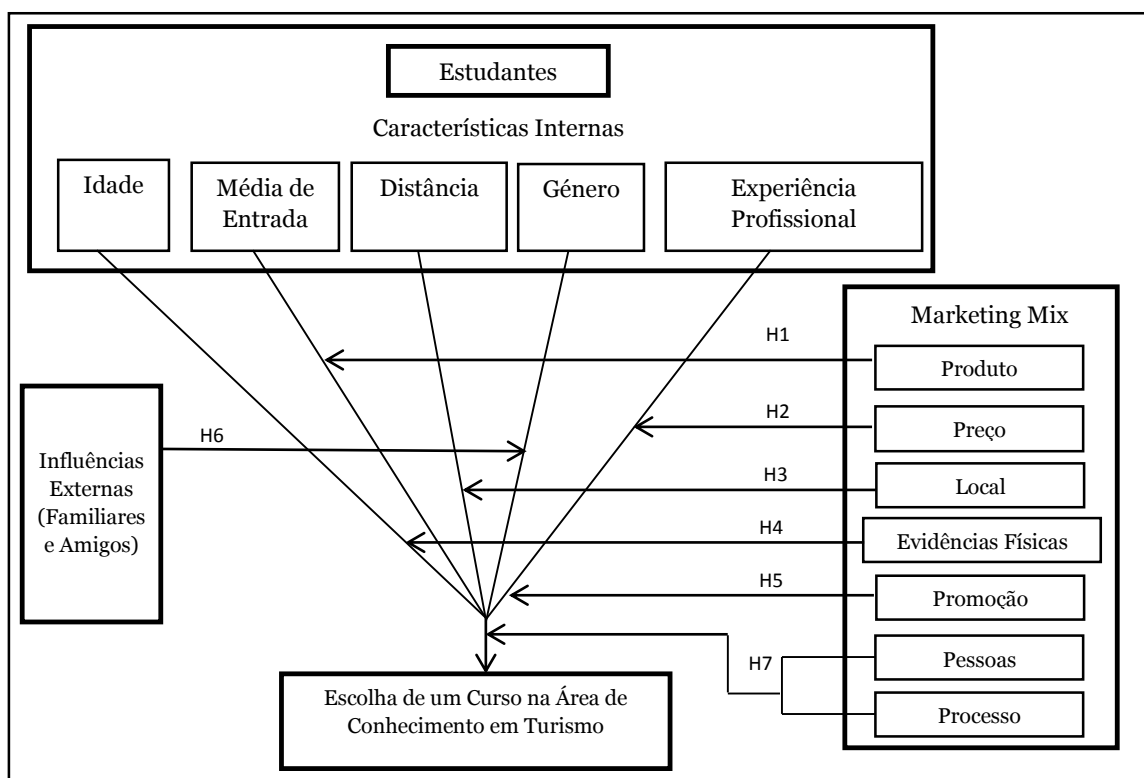 Estudantes
Características Internas
Idade
Média de
Entrada
Distância
Género
Experiência
Profissional
Marketing Mix
H1
Produto
H2
Preço
H6
H3
Local
Influências
Externas
(Familiares
e Amigos)
H4
Evidências Físicas
H5
Promoção
H7
Pessoas
Processo
Escolha de um Curso na Área de
Conhecimento em Turismo